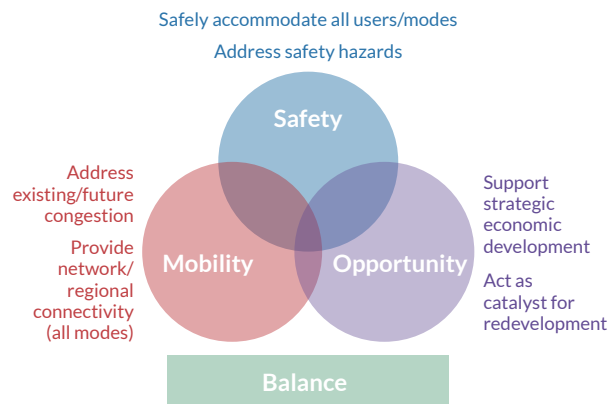 Safely accommodate all users/modes
Address safety hazards
Safety
Address
existing/future
congestion
Provide
network/
regional
connectivity
(all modes)
Mobility
Opportunity
Support
strategic
economic
development
Act as
catalyst for
redevelopment
Balance